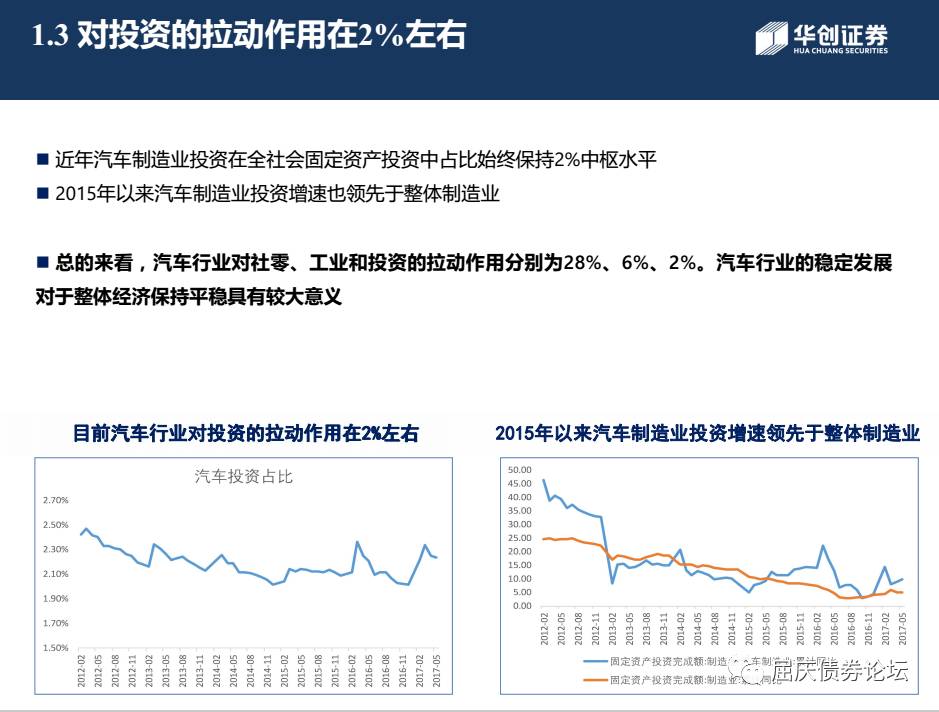 1.3 对投资的拉动作用在2%左右
华创证券
HUA CHUANG SECURITIES
■ 近年汽车制造业投资在全社会固定资产投资中占比始终保持2%中枢水平
■ 2015年以来汽车制造业投资增速也领先于整体制造业
■ 总的来看，汽车行业对社零、工业和投资的拉动作用分别为28%、6%、2%。汽车行业的稳定发展
对于整体经济保持平稳具有较大意义
目前汽车行业对投资的拉动作用在2%左右
汽车投资占比
2.70%
2.50%
2.30%
2.10%
1.90%
1.70%
1.50%
2012-02 2012-05 2012-08 2012-11 2013-02 2013-05 2013-08 2013-11 2014-02 2014-05 2014-08 2014-11 2015-02 2015-05 2015-08 2015-11 2016-02 2016-05 2016-08 2016-11 2017-02 2017-05
2015年以来汽车制造业投资增速领先于整体制造业
50.00
45.00
40.00
35.00
30.00
25.00
20.00
15.00
10.00
5.00
0.00
2012-02 2012-05 2012-08 2012-11 2013-02 2013-05 2013-08 2013-11 2014-02 2014-05 2014-08 2014-11 2015-02 2015-05 2015-08 2015-11 2016-02 2016-05 2016-08 2016-11 2017-02 2017-05
固定资产投资完成额:制造
固定资产投资完成额:制造业:
屈庆债券论坛